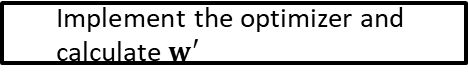 Implement the optimizer and
calculate w′